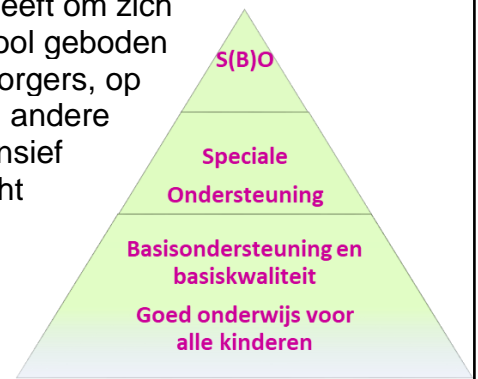 eeft om zich
ool geboden
orgers, op
andere
nsief
ht
S(B)O
Speciale
Ondersteuning
Basisondersteuning en
basiskwaliteit
Goed onderwijs voor
alle kinderen